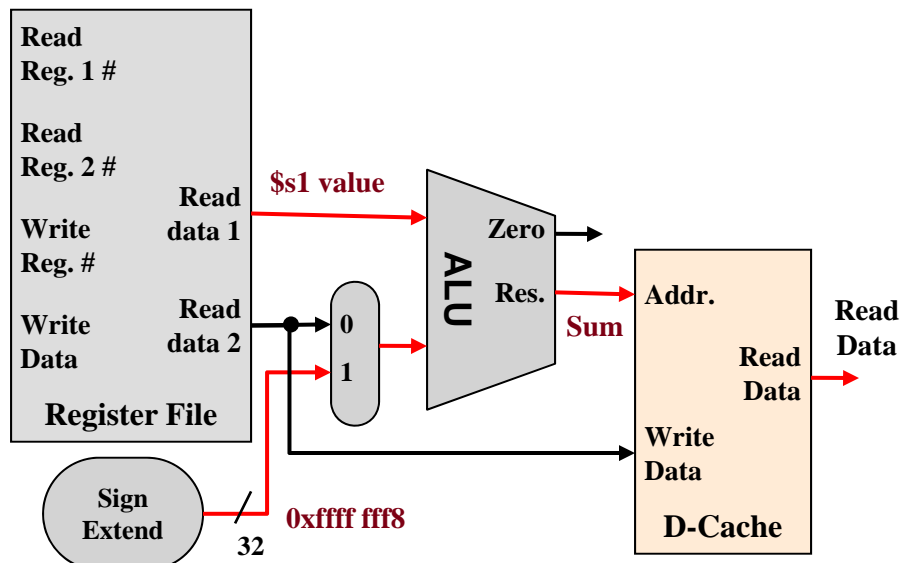 Read
Reg. 1 #
Read
Reg. 2 #
Write
Reg. #
Write
Data
Read
data 1
Read
data 2
Register File
$s1 value
0
1
ALU
Zero
Res.
Sum
Addr.
Read
Data
Write
Data
D-Cache
Read
Data
Sign
Extend
32
0xffff fff8